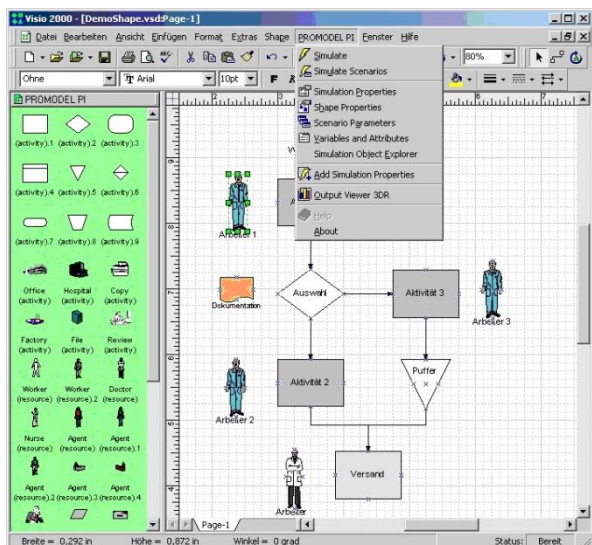 Visio 2000 - [DemoShape.vsd:Page-1]
Datei Bearbeiten Ansicht Einfügen Format Extras Shape PROMODEL PI Fenster Hilfe
80%
Ohne Arial 10pt F
PROMODEL PI
Simulate
Simulate Scenarios
Simulation Properties
Shape Properties
Scenario Parameters
Variables and Attributes
Simulation Object Explorer
Add Simulation Properties
Output Viewer 3DR
Help
About
(activity).1 (activity).2 (activity).3
(activity).4 (activity).5 (activity).6
(activity).7 (activity).8 (activity).9
Office (activity) Hospital (activity) Copy (activity)
Factory (activity) File (activity) Review (activity)
Worker (resource) Worker (resource).2 Doctor (resource)
Nurse (resource) Agent (resource) Agent (resource).1
Agent (resource).2 Agent (resource).3 Agent (resource).4
Arbeiter 1
Dokumentation
Auswahl
Aktivität 3
Arbeiter 3
Aktivität 2
Puffer
Arbeiter 2
Versand
Arbeiter
Page-1
Breite = 0,292 in Höhe = 0,872 in Winkel = 0 grad Status: Bereit